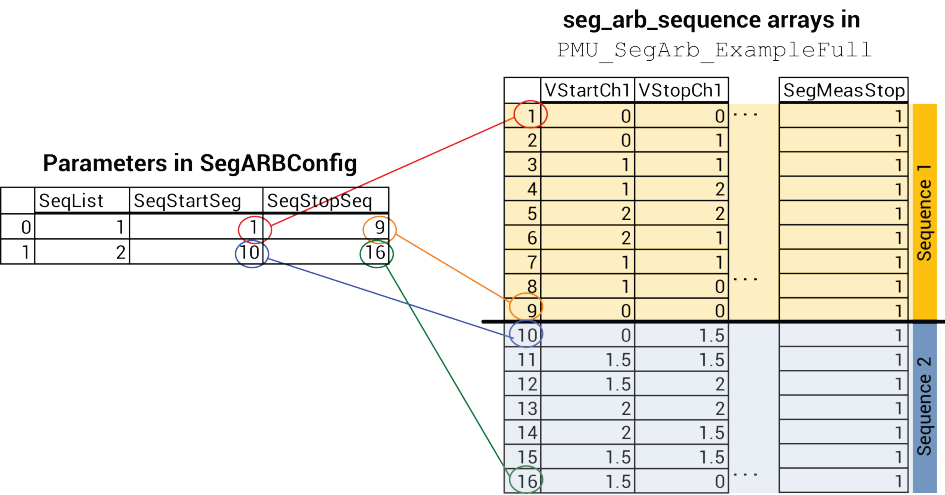 seg_arb_sequence arrays in
PMU_SegArb_ExampleFull
Parameters in SegARBConfig
SeqList SeqStartSeg SeqStopSeq
0 1 1 9
1 2 10 16
VStartCh1 VStopCh1 SegMeasStop
1 0 0 ... 1
2 0 1 1
3 1 1 1
4 1 2 1
5 2 2 1
6 2 1 1
7 1 1 1
8 1 0 ... 1
9 0 0 1
10 0 1.5 1
11 1.5 1.5 1
12 1.5 2 1
13 2 2 1
14 2 1.5 1
15 1.5 1.5 1
16 1.5 0 ... 1
Sequence 1
Sequence 2